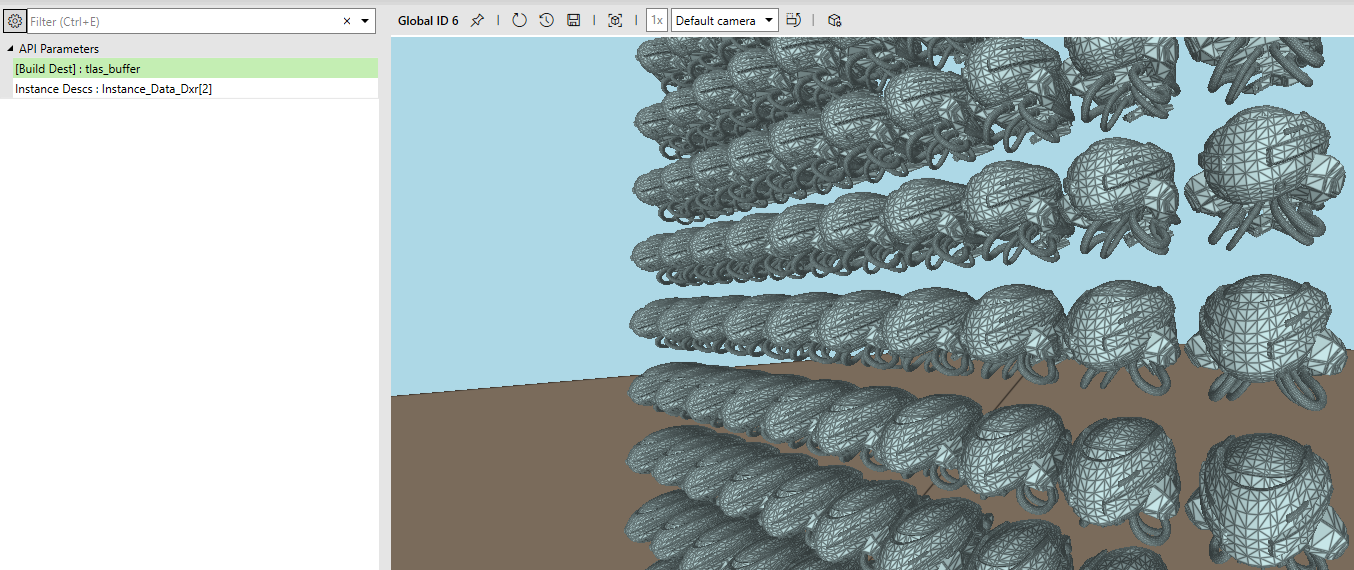 Filter (Ctrl+E)
Global ID 6
1x
Default camera
API Parameters
[Build Dest] : tlas_buffer
Instance Descs : Instance_Data_Dxr[2]